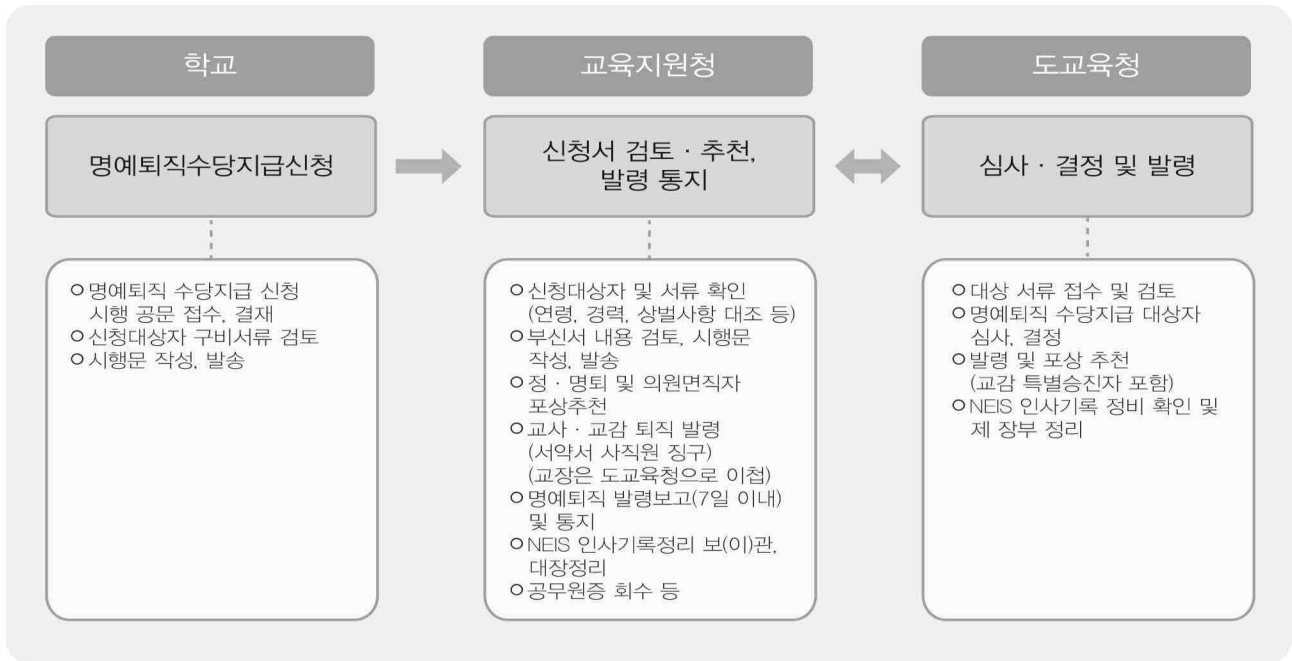 학교
명예퇴직수당지급신청
ㅇ명예퇴직 수당지급 신청
시행 공문 접수, 결재
ㅇ신청대상자 구비서류 검토
ㅇ시행문 작성, 발송
교육지원청
신청서 검토 · 추천,
발령 통지
ㅇ신청대상자 및 서류 확인
(연령, 경력, 상벌사항 대조 등)
ㅇ부신서 내용 검토, 시행문
작성, 발송
ㅇ정 · 명퇴 및 의원면직자
포상추천
ㅇ교사 · 교감 퇴직 발령
(서약서 사직원 징구)
(교장은 도교육청으로 이첩)
ㅇ명예퇴직 발령보고(7일 이내)
및 통지
ㅇNEIS 인사기록정리 보(이)관,
대장정리
ㅇ공무원증 회수 등
도교육청
심사 · 결정 및 발령
ㅇ대상 서류 접수 및 검토
ㅇ명예퇴직 수당지급 대상자
심사, 결정
ㅇ발령 및 포상 추천
(교감 특별승진자 포함)
ㅇNEIS 인사기록 정비 확인 및
제 장부 정리